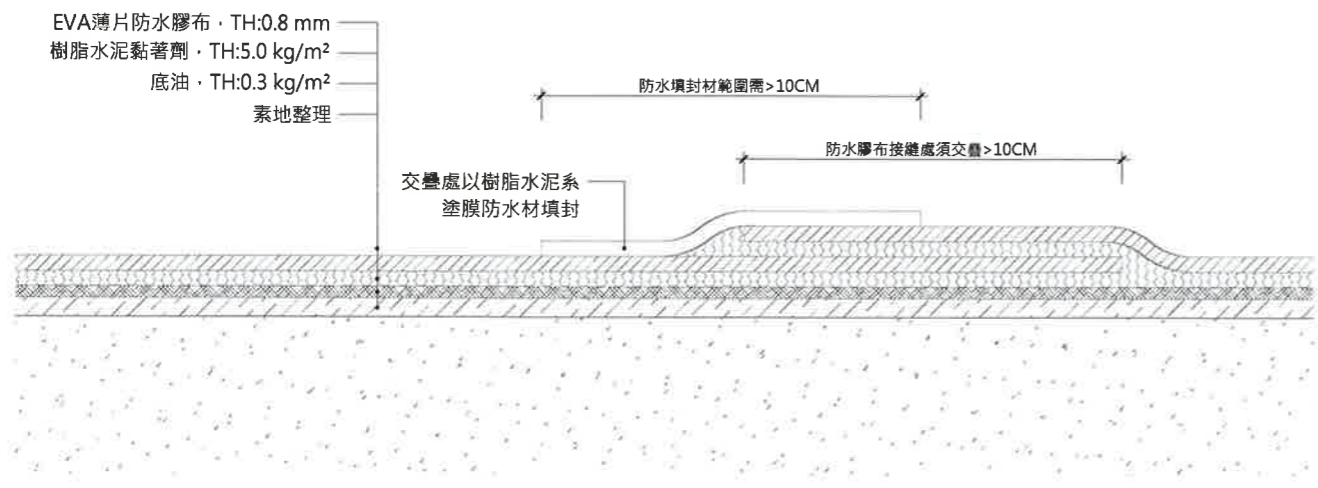 EVA薄片防水膠布，TH:0.8 mm
樹脂水泥黏著劑，TH:5.0 kg/m²
底油，TH:0.3 kg/m²
素地整理
防水填封材範圍需>10CM
防水膠布接縫處須交疊>10CM
交疊處以樹脂水泥系
塗膜防水材填封